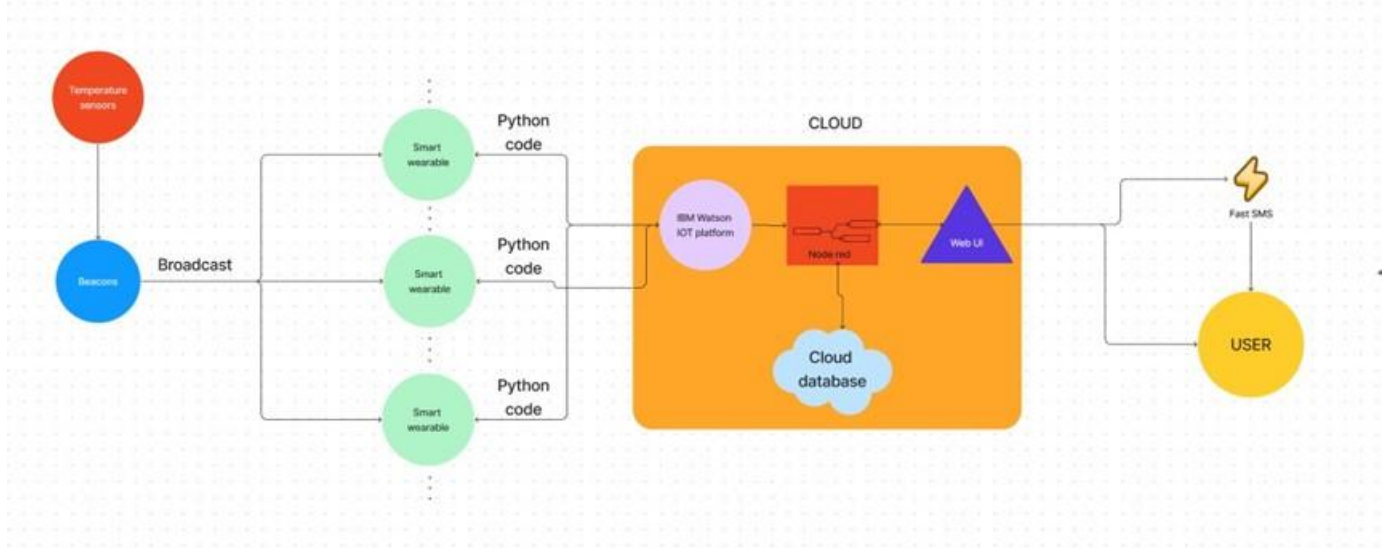 Temperature
sensors
Beacons
Broadcast
Smart
wearable
Python
code
Smart
wearable
Python
code
Smart
wearable
Python
code
CLOUD
IBM Watson
IOT platform
Node red
Web UI
Cloud
database
Fast SMS
USER